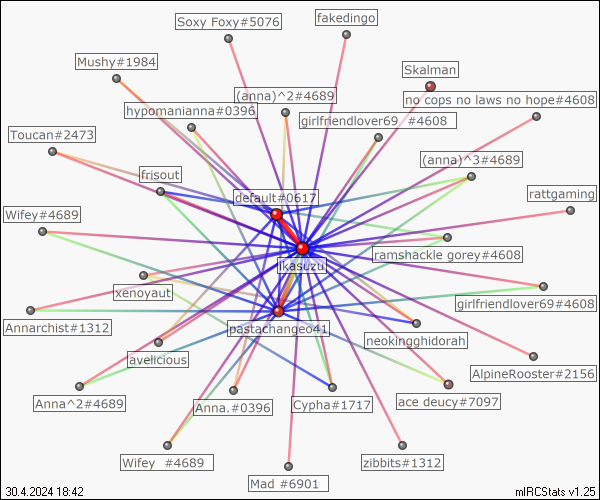 fakedingo
Soxy Foxy#5076
Mushy#1984
Skalman
(anna)^2#4689
no cops no laws no hope#4608
hypomanianna#0396
girlfriendlover69 #4608
Toucan#2473
(anna)^3#4689
frisout
default#0617
rattgaming
Wifey#4689
ramshackle gorey#4608
ikasuzu
xenoyaut
girlfriendlover69#4608
Annarchist#1312
pastachangeo41
neokingghidorah
avelicious
AlpineRooster#2156
Anna^2#4689
Anna.#0396
Cypha#1717
ace deucy#7097
Wifey #4689
zibbits#1312
Mad #6901
30.4.2024 18:42
mIRCStats v1.25